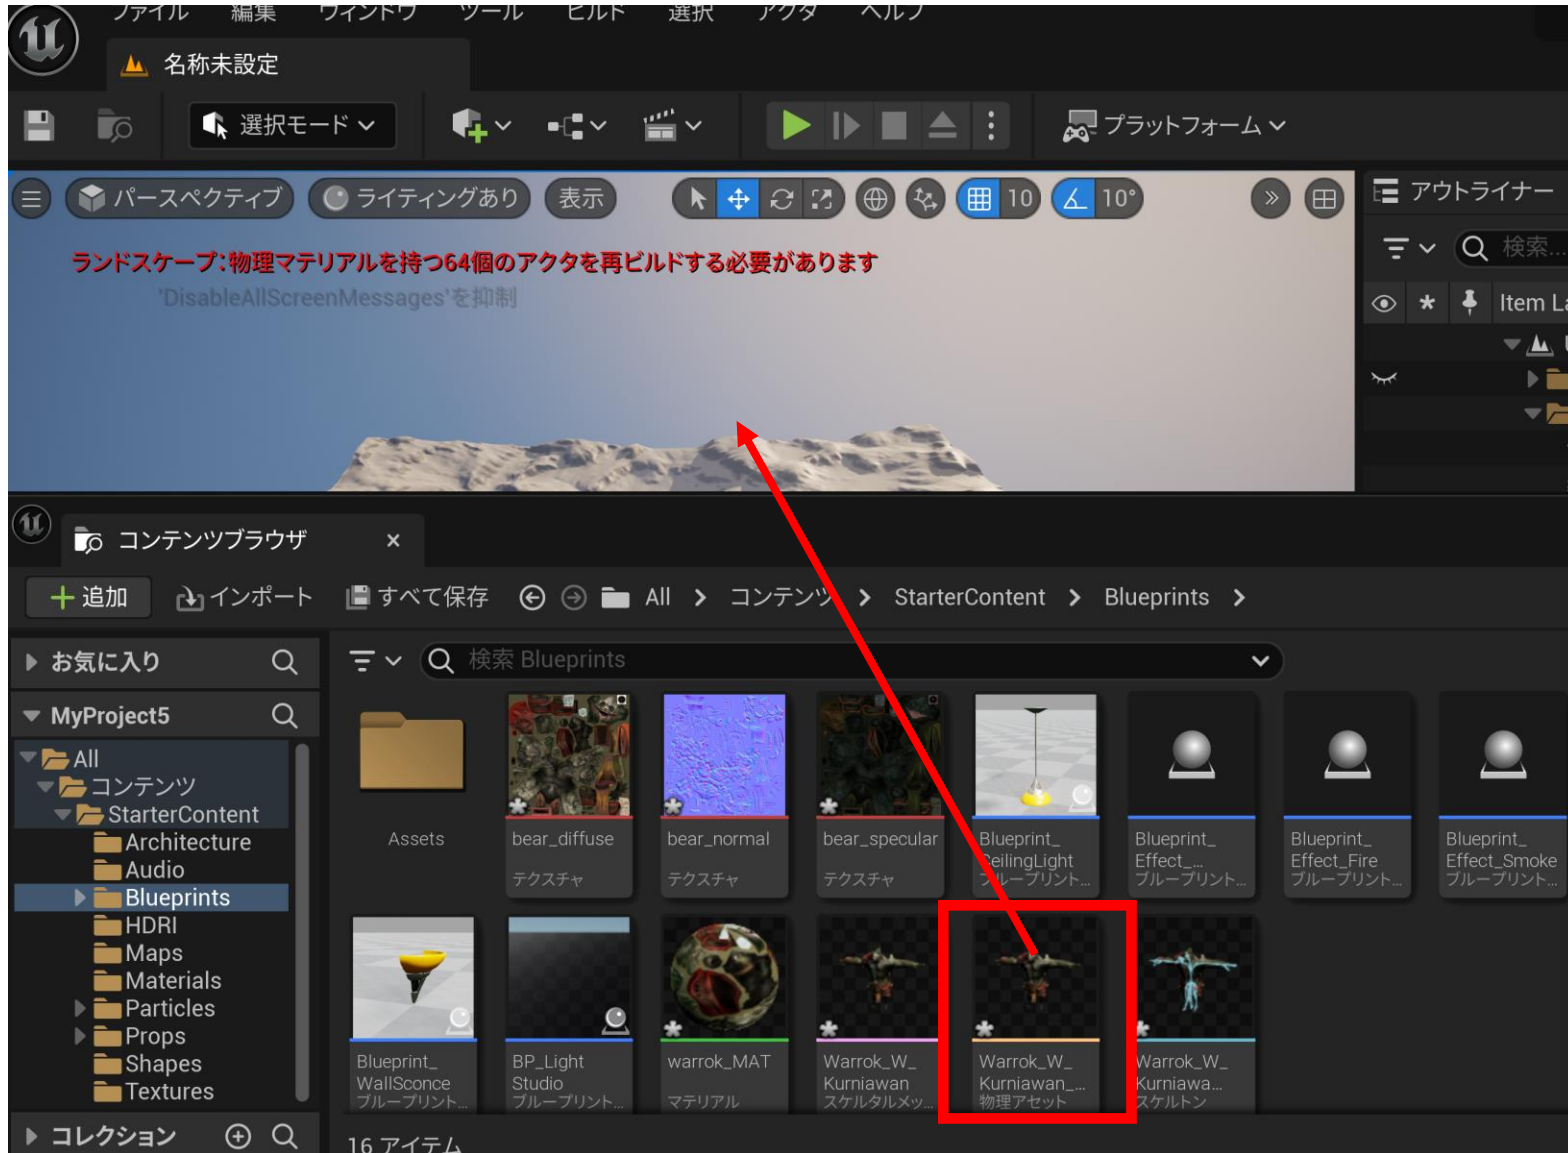 ファイル 編集 ウィンドウ ツール ビルド 選択 アクタ ヘルプ
名称未設定
選択モード
プラットフォーム
パースペクティブ ライティングあり 表示 10 10°
アウトライナー
検索...
ランドスケープ:物理マテリアルを持つ64個のアクタを再ビルドする必要があります
'DisableAllScreenMessages'を抑制
Item La
コンテンツブラウザ
追加 インポート すべて保存 All コンテンツ StarterContent Blueprints
お気に入り
検索 Blueprints
MyProject5
All
コンテンツ
StarterContent
Architecture
Audio
Blueprints
HDRI
Maps
Materials
Particles
Props
Shapes
Textures
コレクション
Assets
bear_diffuse
テクスチャ
bear_normal
テクスチャ
bear_specular
テクスチャ
Blueprint_
CeilingLight
ブループリント...
Blueprint_
Effect_...
ブループリント...
Blueprint_
Effect_Fire
ブループリント...
Blueprint_
Effect_Smoke
ブループリント...
Blueprint_
WallSconce
ブループリント...
BP_Light
Studio
ブループリント...
warrok_MAT
マテリアル
Warrok_W_
Kurniawan
スケルタルメッ...
Warrok_W_
Kurniawan_...
物理アセット
Warrok_W_
Kurniawa...
スケルトン
16 アイテム